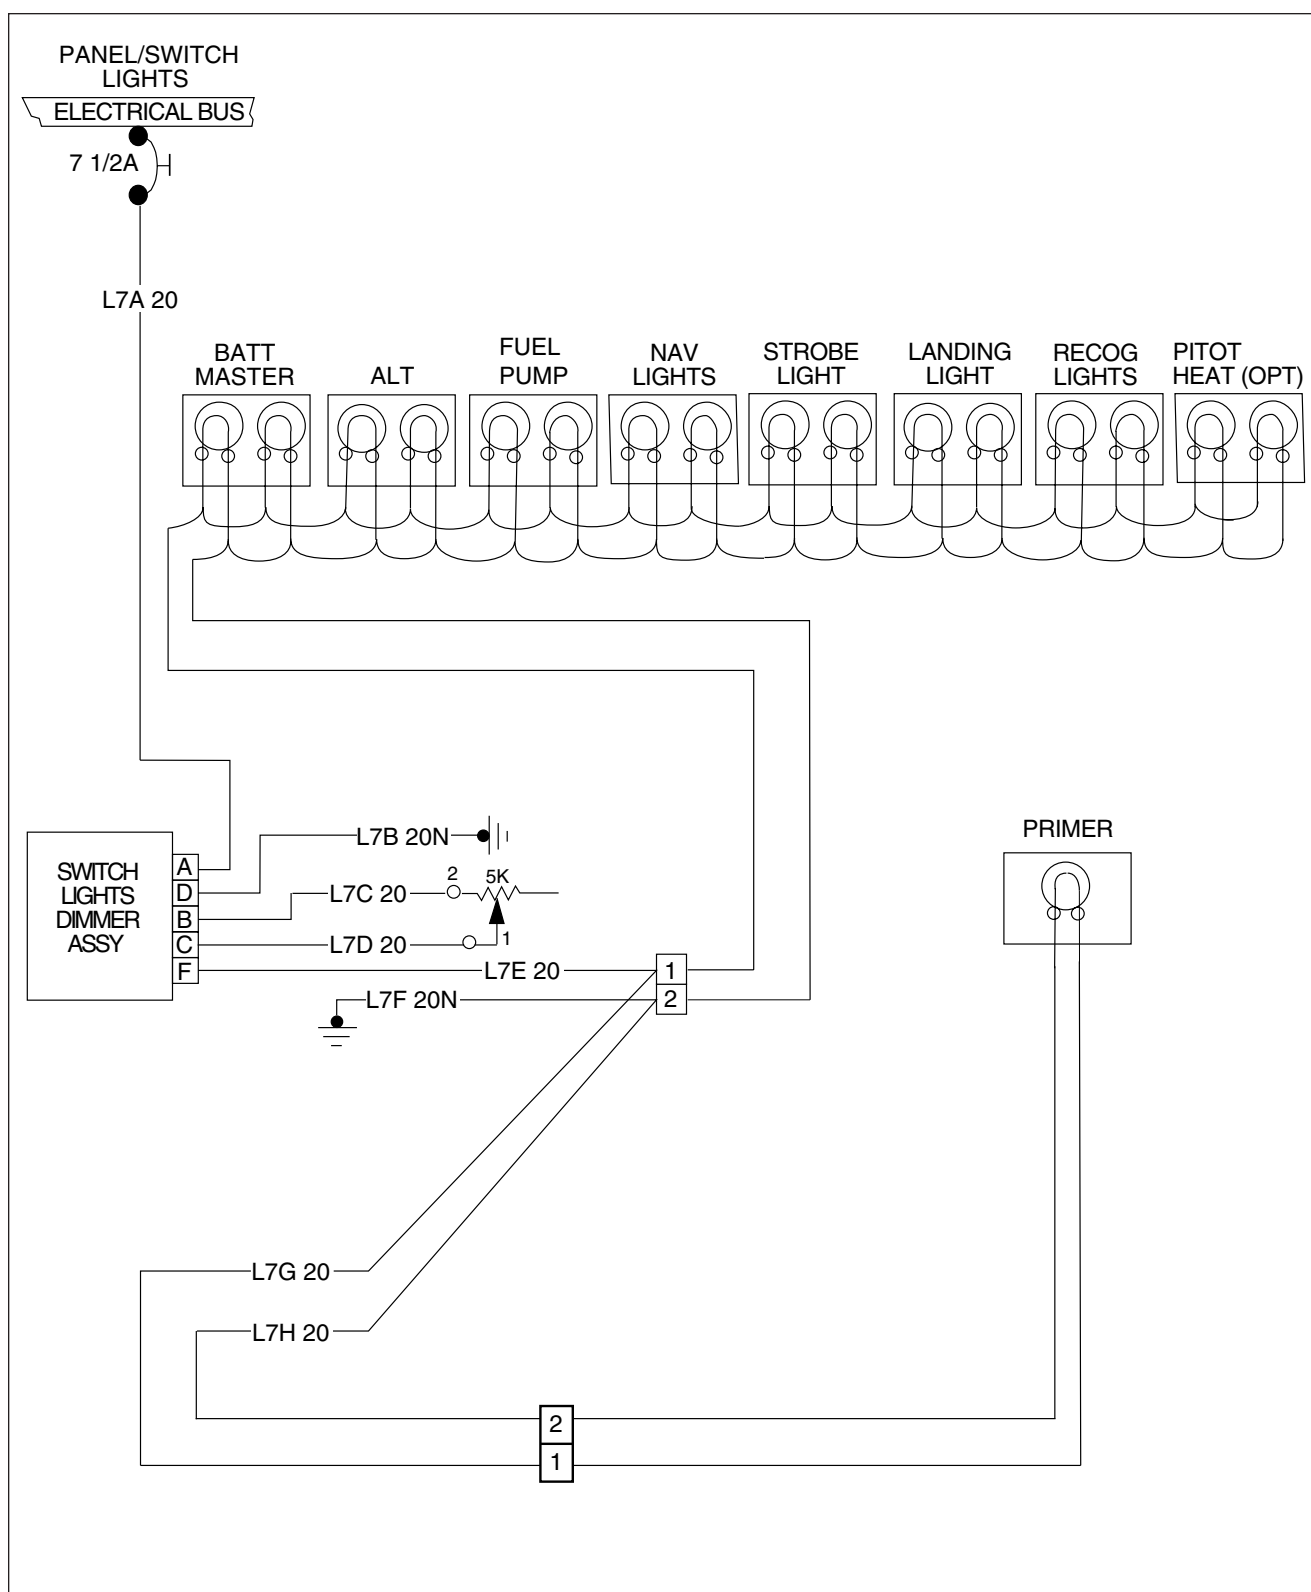 PANEL/SWITCH
LIGHTS
ELECTRICAL BUS
7 1/2A
L7A 20
BATT
MASTER
ALT
FUEL
PUMP
NAV
LIGHTS
STROBE
LIGHT
LANDING
LIGHT
RECOG
LIGHTS
PITOT
HEAT (OPT)
SWITCH
LIGHTS
DIMMER
ASSY
A
D
B
C
F
L7B 20N
L7C 20
2
5K
L7D 20
1
L7E 20
1
L7F 20N
2
PRIMER
L7G 20
L7H 20
2
1